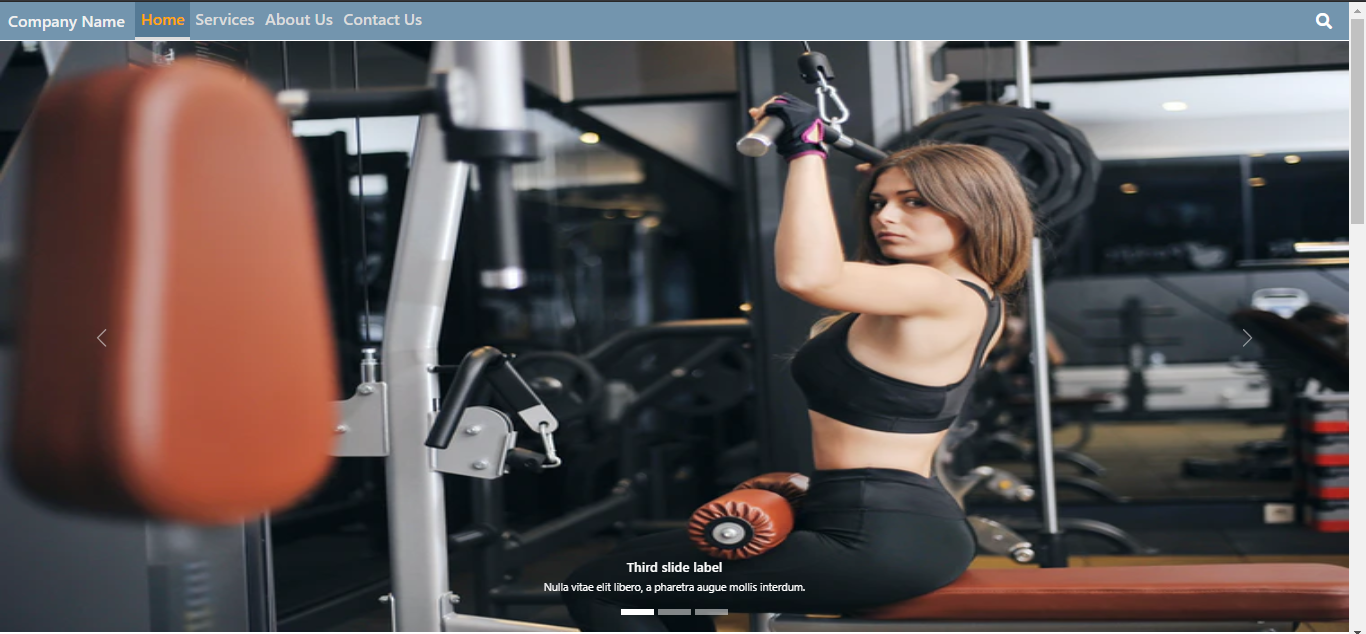 Company Name Home Services About Us Contact Us
Third slide label
Nulla vitae elit libero, a pharetra augue mollis interdum.